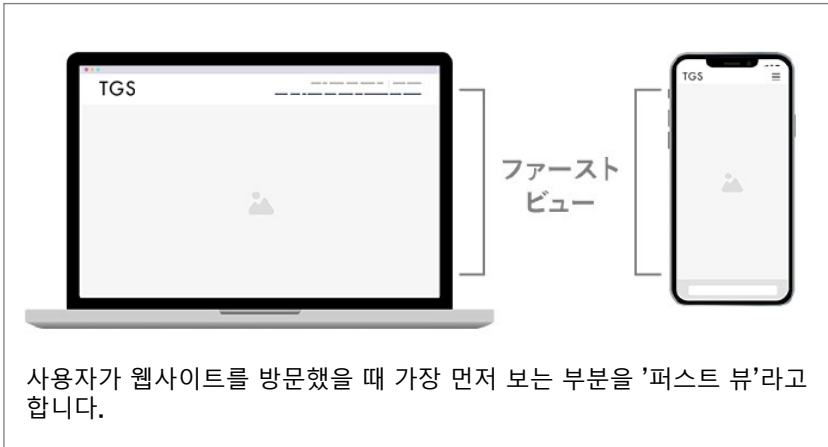 TGS
TGS
ファースト
ビュー
사용자가 웹사이트를 방문했을 때 가장 먼저 보는 부분을 ’퍼스트 뷰’라고
합니다.